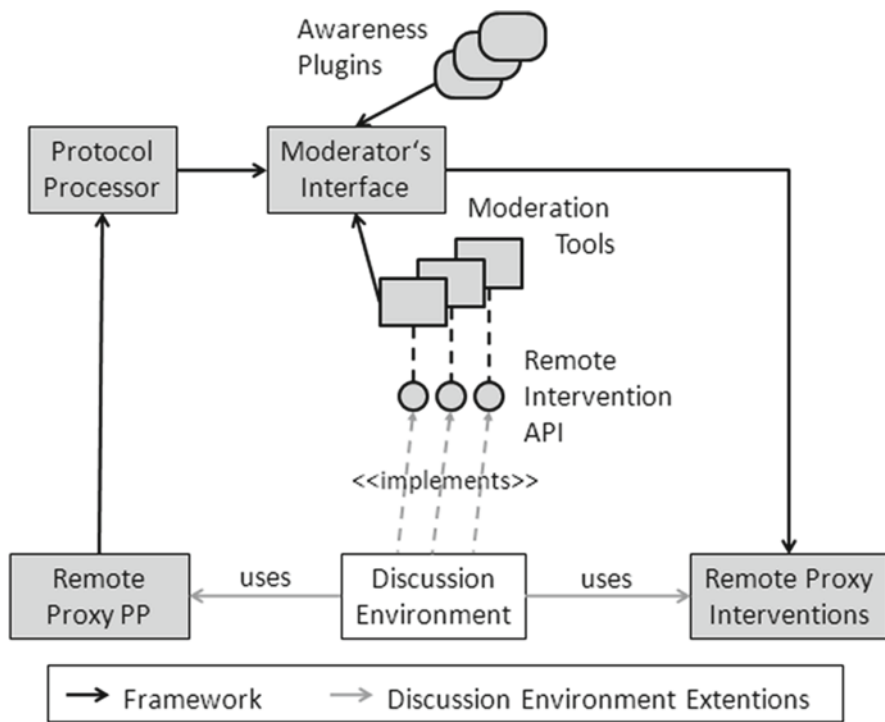 Awareness
Plugins
Protocol
Processor
Moderator‘s
Interface
Moderation
Tools
Remote
Intervention
API
<<implements>>
Remote
Proxy PP
uses
Discussion
Environment
uses
Remote Proxy
Interventions
Framework
Discussion Environment Extentions